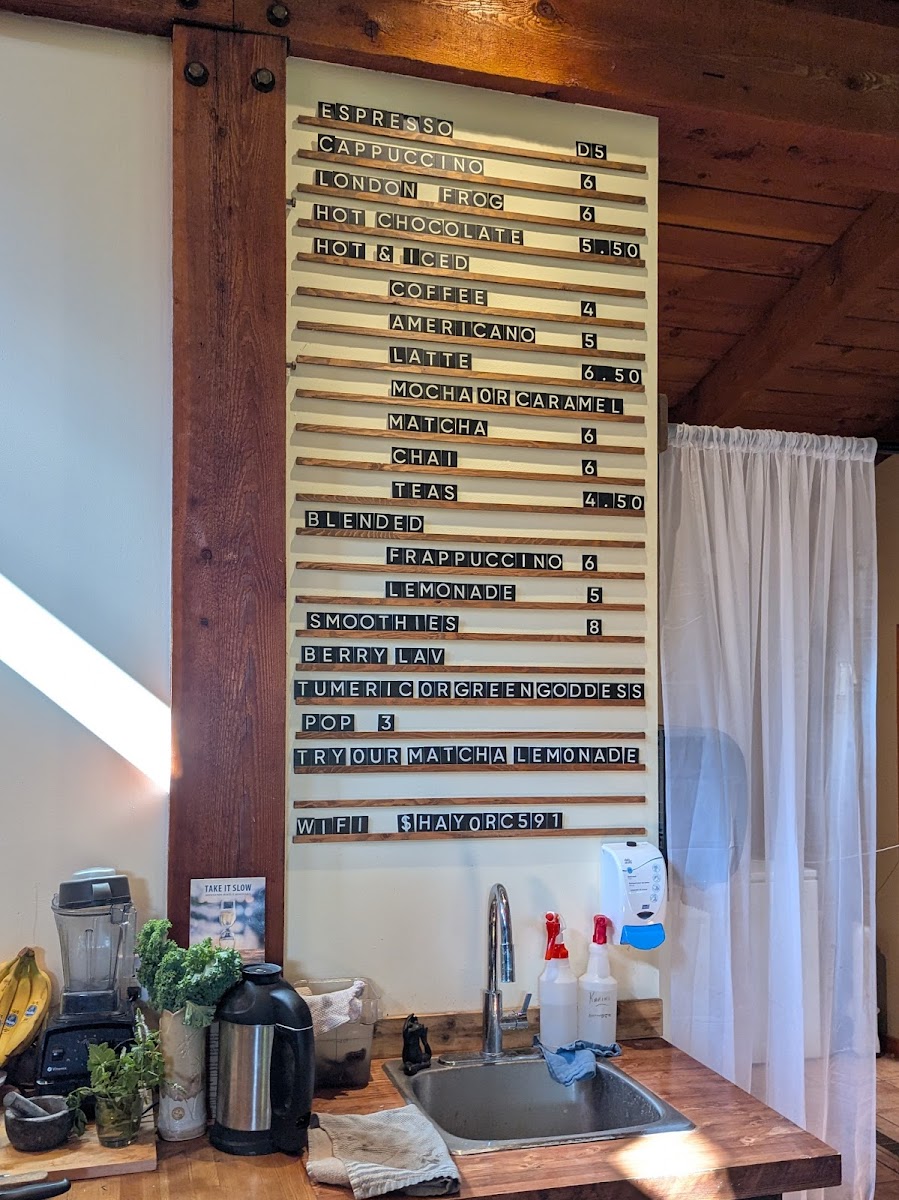 ESPRESSO D5
CAPPUCCINO 6
LONDON FROG 6
HOT CHOCOLATE 5.50
HOT & ICED
COFFEE 4
AMERICANO 5
LATTE 6.50
MOCHA OR CARAMEL
MATCHA 6
CHAI 6
TEAS 4.50
BLENDED
FRAPPUCCINO 6
LEMONADE 5
SMOOTHIES 8
BERRY LAV
TUMERIC OR GREEN GODDESS
POP 3
TRY OUR MATCHA LEMONADE
WIFI $HAY0RC591
TAKE IT SLOW